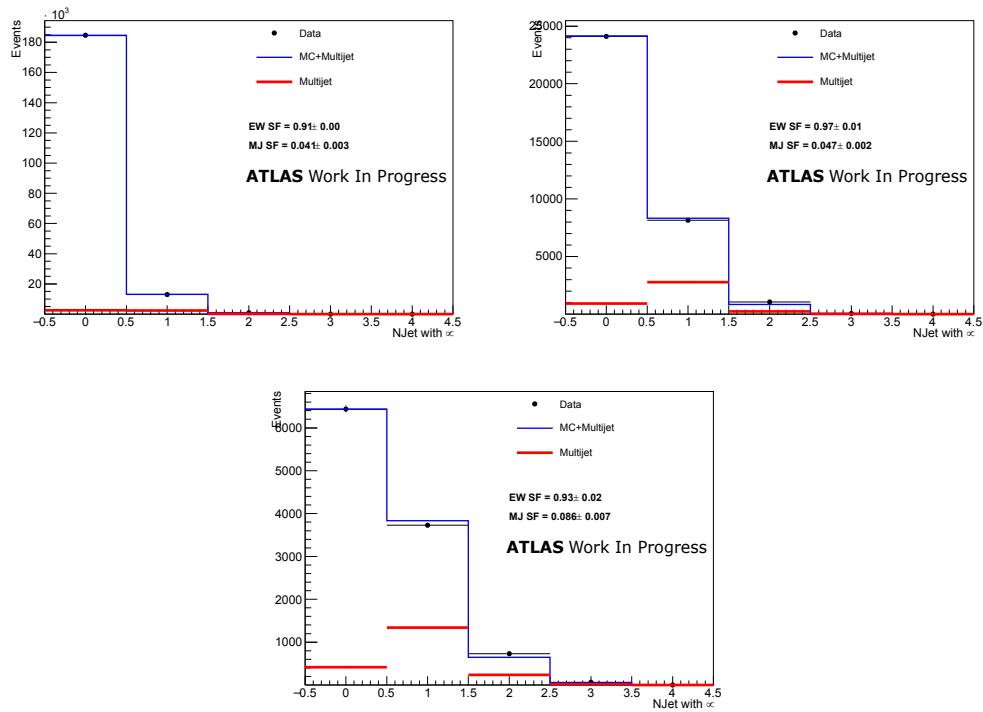 ×10³
Events
180
160
140
120
100
80
60
40
20
−0.5 0 0.5 1 1.5 2 2.5 3 3.5 4 4.5
NJet with ∝
Data
MC+Multijet
Multijet
EW SF = 0.91± 0.00
MJ SF = 0.041± 0.003
ATLAS Work In Progress
Events
25000
20000
15000
10000
5000
−0.5 0 0.5 1 1.5 2 2.5 3 3.5 4 4.5
NJet with ∝
Data
MC+Multijet
Multijet
EW SF = 0.97± 0.01
MJ SF = 0.047± 0.002
ATLAS Work In Progress
Events
6000
5000
4000
3000
2000
1000
−0.5 0 0.5 1 1.5 2 2.5 3 3.5 4 4.5
NJet with ∝
Data
MC+Multijet
Multijet
EW SF = 0.93± 0.02
MJ SF = 0.086± 0.007
ATLAS Work In Progress